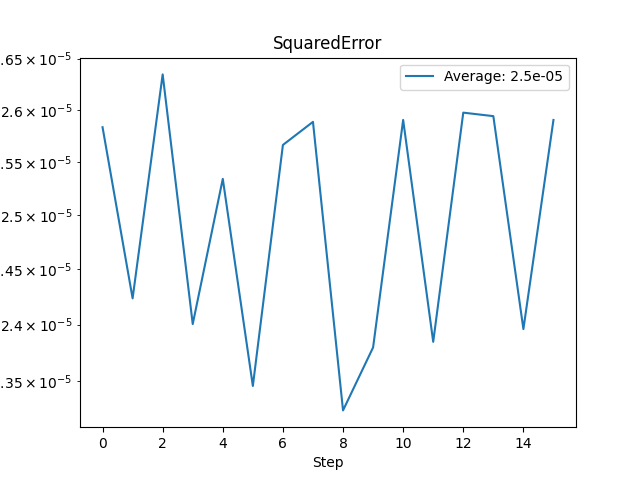 SquaredError
Average: 2.5e-05
.65 × 10⁻⁵
2.6 × 10⁻⁵
.55 × 10⁻⁵
2.5 × 10⁻⁵
.45 × 10⁻⁵
2.4 × 10⁻⁵
.35 × 10⁻⁵
0 2 4 6 8 10 12 14
Step